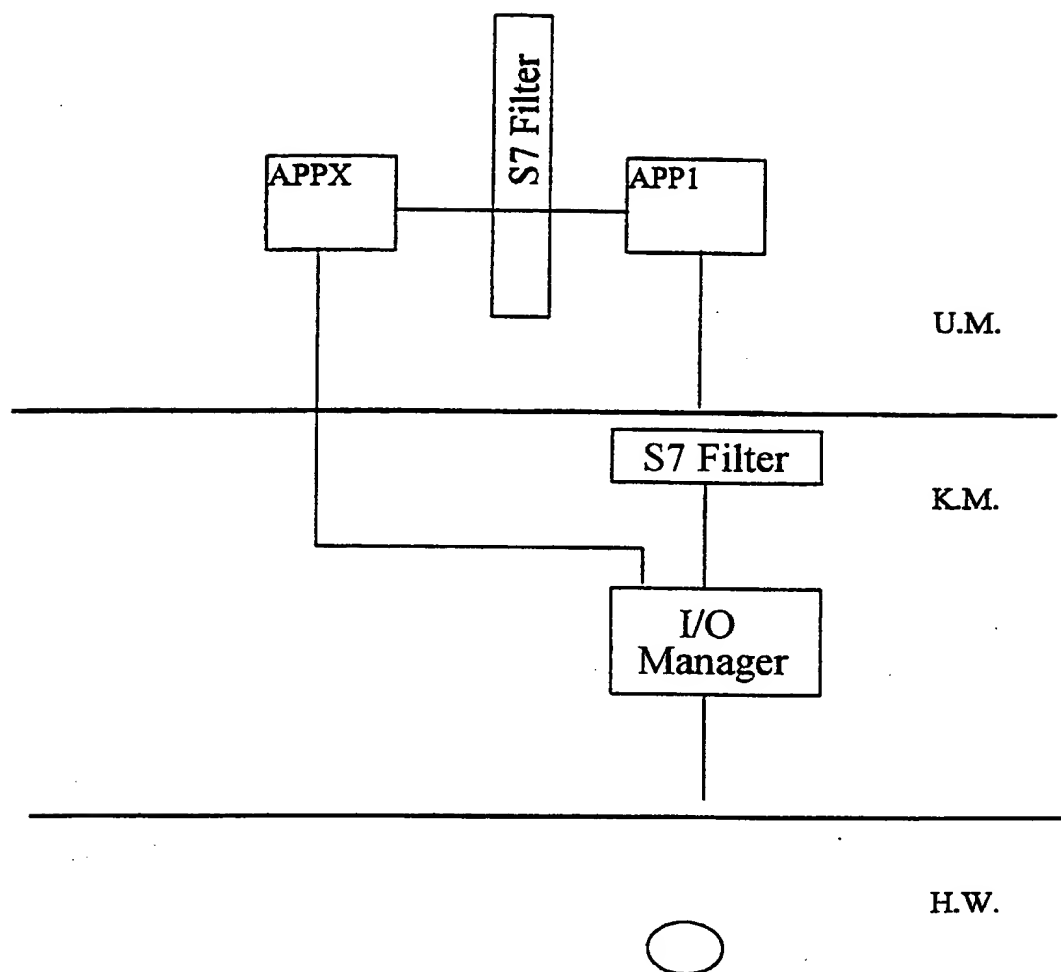 S7 Filter
APPX
APP1
U.M.
S7 Filter
K.M.
I/O
Manager
H.W.